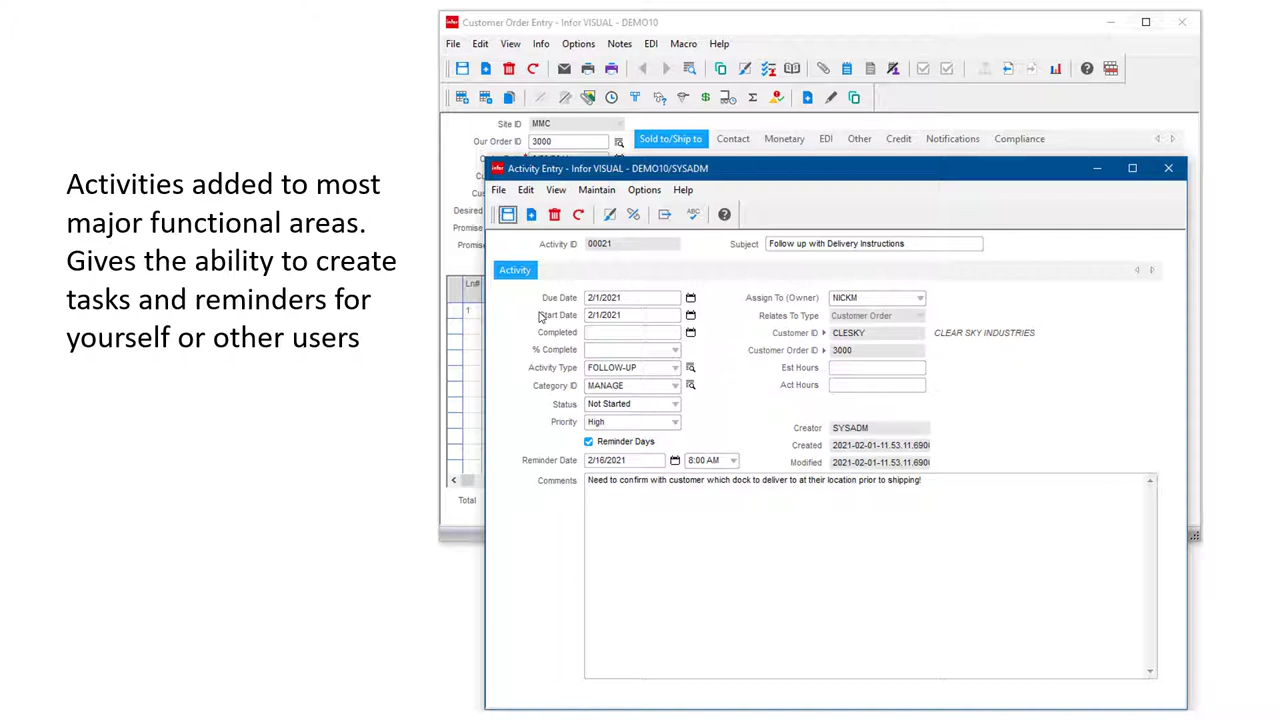 Activities added to most
major functional areas.
Gives the ability to create
tasks and reminders for
yourself or other users
infor Customer Order Entry - Infor VISUAL - DEMO10
File Edit View Info Options Notes EDI Macro Help
Site ID MMC
Our Order ID 3000 Sold to/Ship to Contact Monetary EDI Other Credit Notifications Compliance
Desired
Promise
Promise
Ln#
1
Total
infor Activity Entry - Infor VISUAL - DEMO10/SYSADM
File Edit View Maintain Options Help
ABC
Activity ID 00021 Subject Follow up with Delivery Instructions
Activity
Due Date 2/1/2021 Assign To (Owner) NICKM
Start Date 2/1/2021 Relates To Type Customer Order
Completed Customer ID CLESKY CLEAR SKY INDUSTRIES
% Complete Customer Order ID 3000
Activity Type FOLLOW-UP Est Hours
Category ID MANAGE Act Hours
Status Not Started
Priority High Creator SYSADM
Reminder Days Created 2021-02-01-11.53.11.690
Reminder Date 2/16/2021 8:00 AM Modified 2021-02-01-11.53.11.690
Comments Need to confirm with customer which dock to deliver to at their location prior to shipping!